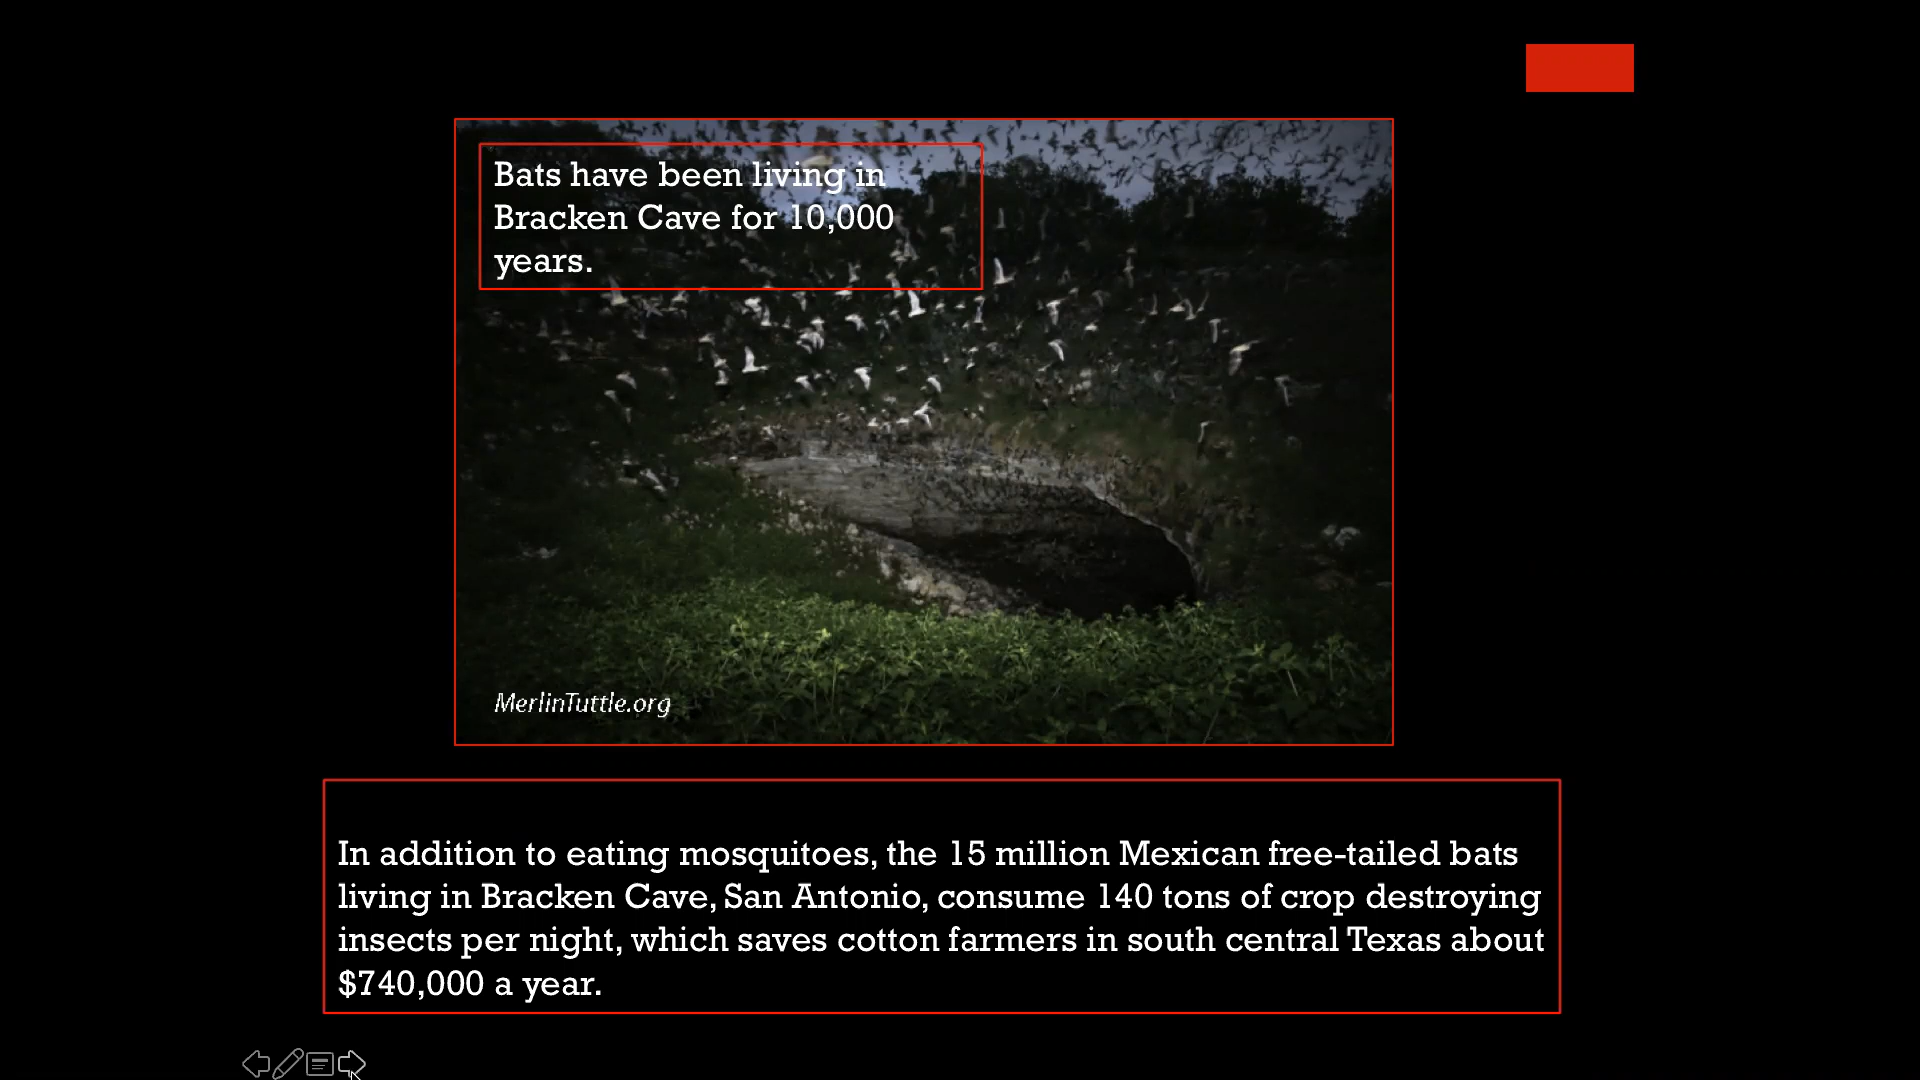 Bats have been living in
Bracken Cave for 10,000
years.
MerlinTuttle.org
In addition to eating mosquitoes, the 15 million Mexican free-tailed bats
living in Bracken Cave, San Antonio, consume 140 tons of crop destroying
insects per night, which saves cotton farmers in south central Texas about
$740,000 a year.